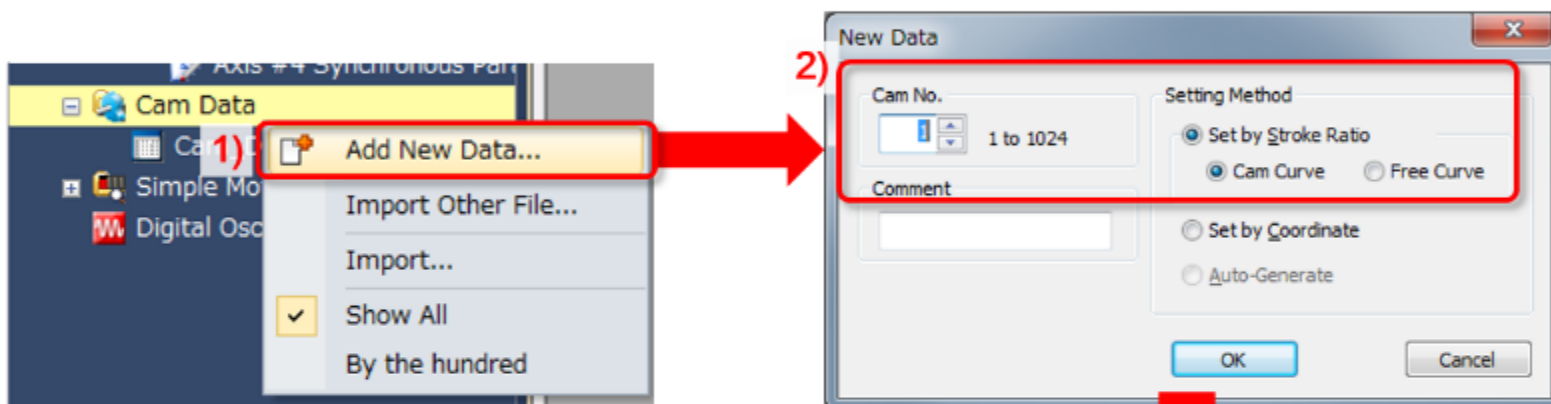 Axis #4 Synchronous Para
Cam Data
1)
Add New Data...
Import Other File...
Simple Mo
Digital Osc
Import...
Show All
By the hundred
New Data
2)
Cam No.
1
1 to 1024
Comment
Setting Method
Set by Stroke Ratio
Cam Curve
Free Curve
Set by Coordinate
Auto-Generate
OK
Cancel